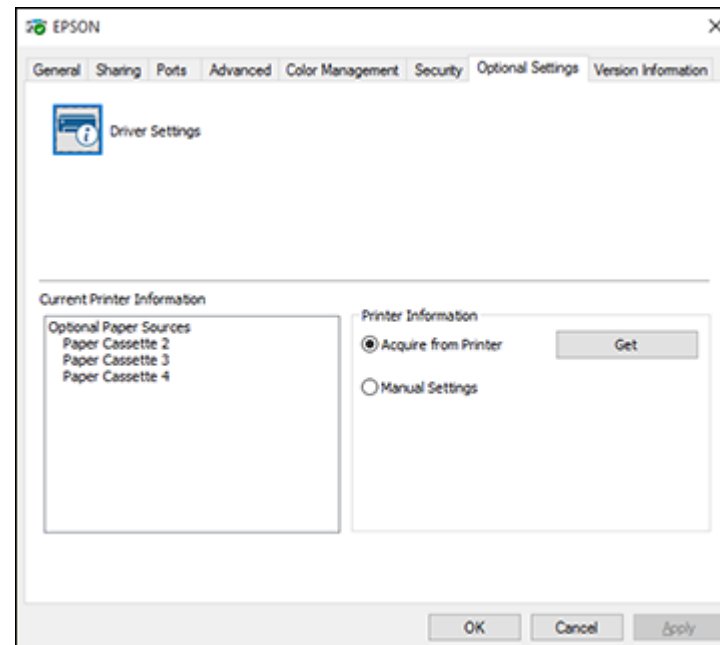 EPSON
General Sharing Ports Advanced Color Management Security Optional Settings Version Information
Driver Settings
Current Printer Information
Optional Paper Sources
Paper Cassette 2
Paper Cassette 3
Paper Cassette 4
Printer Information
Acquire from Printer Get
Manual Settings
OK Cancel Apply